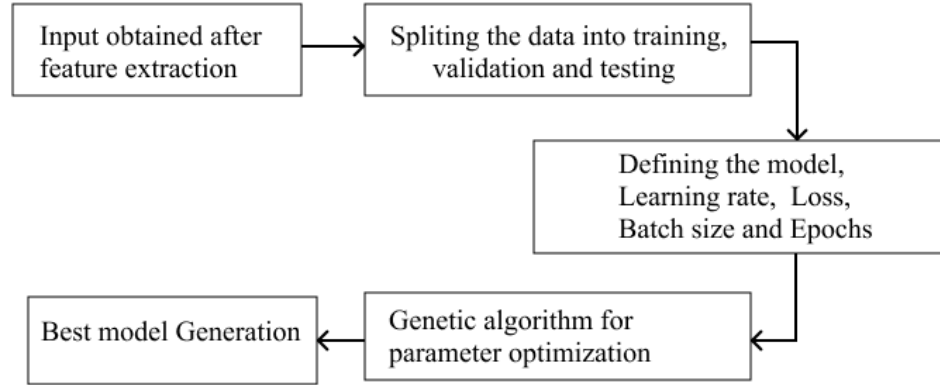 Input obtained after
feature extraction
Spliting the data into training,
validation and testing
Defining the model,
Learning rate, Loss,
Batch size and Epochs
Genetic algorithm for
parameter optimization
Best model Generation